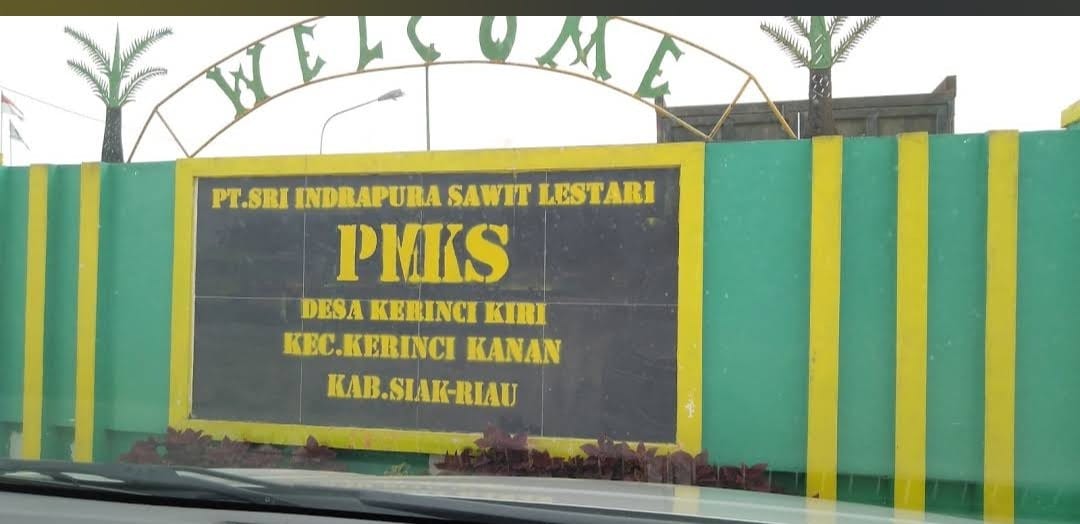 WELCOME
PT.SRI INDRAPURA SAWIT LESTARI
PMKS
DESA KERINCI KIRI
KEC.KERINCI KANAN
KAB.SIAK-RIAU